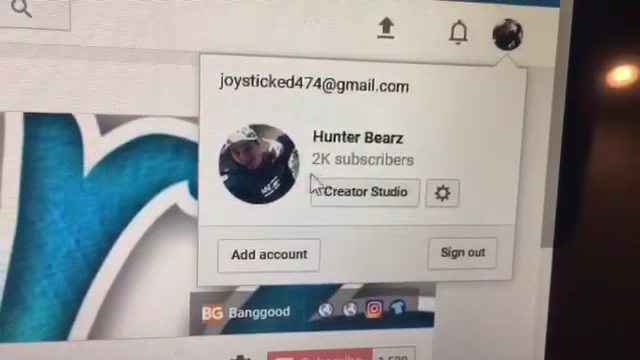 joysticked474@gmail.com
Hunter Bearz
2K subscribers
Creator Studio
Add account
Sign out
BG Banggood